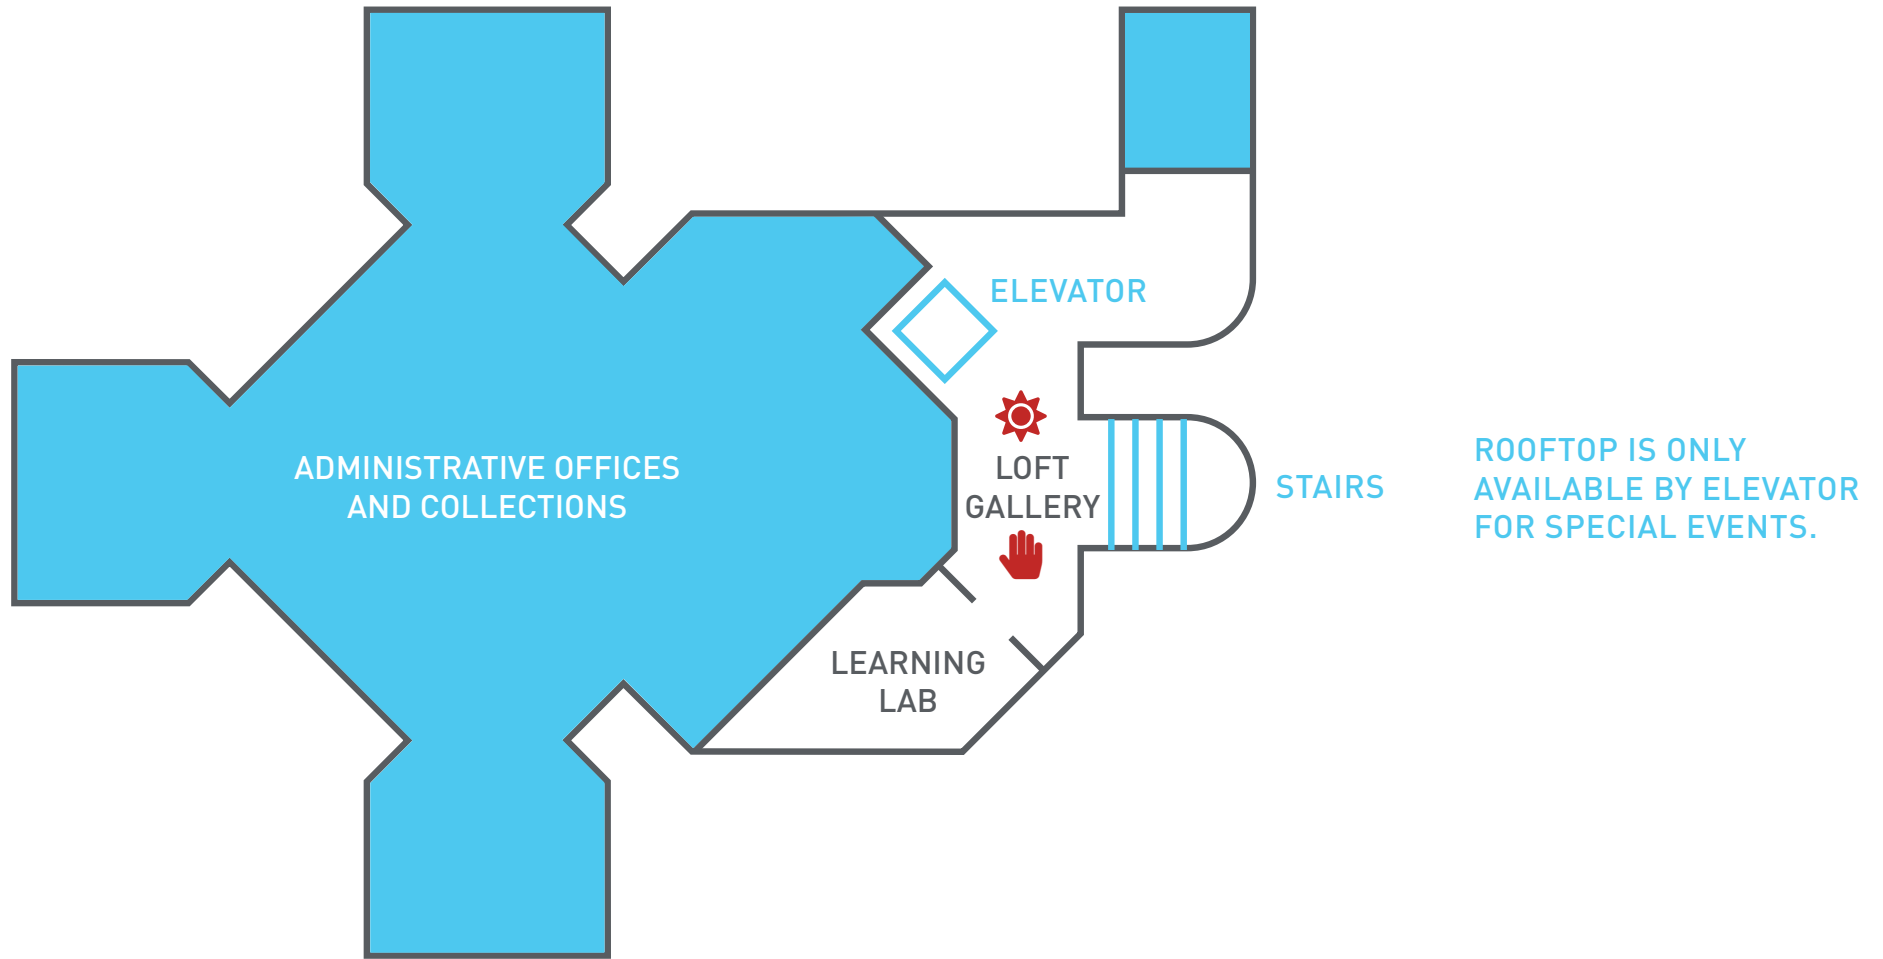 ELEVATOR
ADMINISTRATIVE OFFICES
AND COLLECTIONS
LOFT
GALLERY
STAIRS
ROOFTOP IS ONLY
AVAILABLE BY ELEVATOR
FOR SPECIAL EVENTS.
LEARNING
LAB